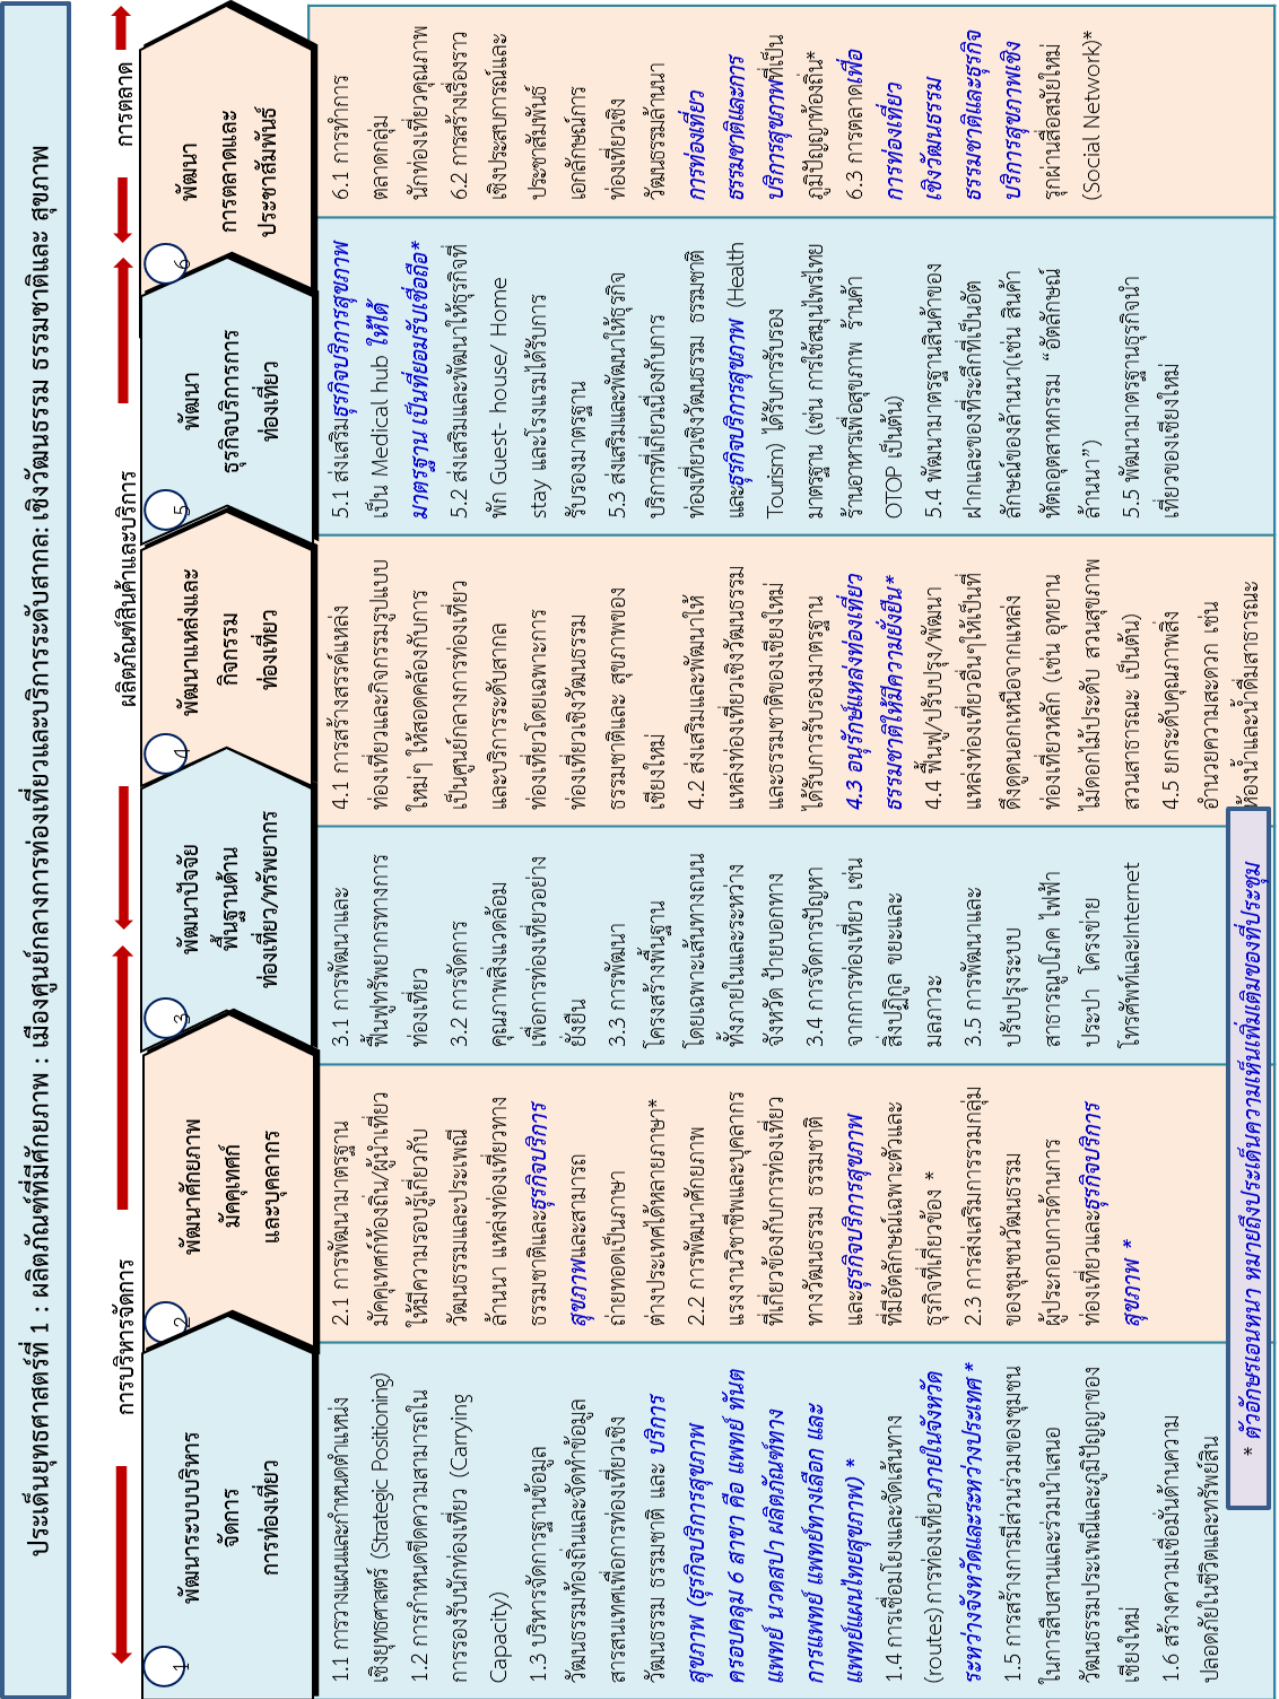 ประเด็นยุทธศาสตร์ที่ 1 : ผลิตภัณฑ์ที่มีศักยภาพ : เมืองศูนย์กลางการท่องเที่ยวและบริการระดับสากล: เชิงวัฒนธรรม ธรรมชาติและ สุขภาพ
การบริหารจัดการ
ผลิตภัณฑ์สินค้าและบริการ
การตลาด
1
พัฒนาระบบบริหาร
จัดการ
การท่องเที่ยว
2
พัฒนาศักยภาพ
มัคคุเทศก์
และบุคลากร
3
พัฒนาปัจจัย
พื้นฐานด้าน
ท่องเที่ยว/ทรัพยากร
4
พัฒนาแหล่งและ
กิจกรรม
ท่องเที่ยว
5
พัฒนา
ธุรกิจบริการการ
ท่องเที่ยว
6
พัฒนา
การตลาดและ
ประชาสัมพันธ์
1.1 การวางแผนและกำหนดตำแหน่ง
เชิงยุทธศาสตร์ (Strategic Positioning)
1.2 การกำหนดขีดความสามารถใน
การรองรับนักท่องเที่ยว (Carrying
Capacity)
1.3 บริหารจัดการฐานข้อมูล
วัฒนธรรมท้องถิ่นและจัดทำข้อมูล
สารสนเทศเพื่อการท่องเที่ยวเชิง
วัฒนธรรม ธรรมชาติ และ บริการ
สุขภาพ (ธุรกิจบริการสุขภาพ
ครอบคลุม 6 สาขา คือ แพทย์ ทันต
แพทย์ นวดสปา ผลิตภัณฑ์ทาง
การแพทย์ แพทย์ทางเลือก และ
แพทย์แผนไทยสุขภาพ) *
1.4 การเชื่อมโยงและจัดเส้นทาง
(routes) การท่องเที่ยวภายในจังหวัด
ระหว่างจังหวัดและระหว่างประเทศ *
1.5 การสร้างการมีส่วนร่วมของชุมชน
ในการสืบสานและร่วมนำเสนอ
วัฒนธรรมประเพณีและภูมิปัญญาของ
เชียงใหม่
1.6 สร้างความเชื่อมั่นด้านความ
ปลอดภัยในชีวิตและทรัพย์สิน
2.1 การพัฒนามาตรฐาน
มัคคุเทศก์ท้องถิ่น/ผู้นำเที่ยว
ให้มีความรอบรู้เกี่ยวกับ
วัฒนธรรมและประเพณี
ล้านนา แหล่งท่องเที่ยวทาง
ธรรมชาติและธุรกิจบริการ
สุขภาพและสามารถ
ถ่ายทอดเป็นภาษา
ต่างประเทศได้หลายภาษา*
2.2 การพัฒนาศักยภาพ
แรงงานวิชาชีพและบุคลากร
ที่เกี่ยวข้องกับการท่องเที่ยว
ทางวัฒนธรรม ธรรมชาติ
และธุรกิจบริการสุขภาพ
ที่มีอัตลักษณ์เฉพาะตัวและ
ธุรกิจที่เกี่ยวข้อง *
2.3 การส่งเสริมการรวมกลุ่ม
ของชุมชนวัฒนธรรม
ผู้ประกอบการด้านการ
ท่องเที่ยวและธุรกิจบริการ
สุขภาพ *
3.1 การพัฒนาและ
ฟื้นฟูทรัพยากรทางการ
ท่องเที่ยว
3.2 การจัดการ
คุณภาพสิ่งแวดล้อม
เพื่อการท่องเที่ยวอย่าง
ยั่งยืน
3.3 การพัฒนา
โครงสร้างพื้นฐาน
โดยเฉพาะเส้นทางถนน
ทั้งภายในและระหว่าง
จังหวัด ป้ายบอกทาง
3.4 การจัดการปัญหา
จากการท่องเที่ยว เช่น
สิ่งปฏิกูล ขยะและ
มลภาวะ
3.5 การพัฒนาและ
ปรับปรุงระบบ
สาธารณูปโภค ไฟฟ้า
ประปา โครงข่าย
โทรศัพท์และInternet
4.1 การสร้างสรรค์แหล่ง
ท่องเที่ยวและกิจกรรมรูปแบบ
ใหม่ๆ ให้สอดคล้องกับการ
เป็นศูนย์กลางการท่องเที่ยว
และบริการระดับสากล
ท่องเที่ยวโดยเฉพาะการ
ท่องเที่ยวเชิงวัฒนธรรม
ธรรมชาติและ สุขภาพของ
เชียงใหม่
4.2 ส่งเสริมและพัฒนาให้
แหล่งท่องเที่ยวเชิงวัฒนธรรม
และธรรมชาติของเชียงใหม่
ได้รับการรับรองมาตรฐาน
4.3 อนุรักษ์แหล่งท่องเที่ยว
ธรรมชาติให้มีความยั่งยืน*
4.4 ฟื้นฟู/ปรับปรุง/พัฒนา
แหล่งท่องเที่ยวอื่นๆให้เป็นที่
ดึงดูดนอกเหนือจากแหล่ง
ท่องเที่ยวหลัก (เช่น อุทยาน
ไม้ดอกไม้ประดับ สวนสุขภาพ
สวนสาธารณะ เป็นต้น)
4.5 ยกระดับคุณภาพสิ่ง
อำนวยความสะดวก เช่น
ห้องน้ำและน้ำดื่มสาธารณะ
5.1 ส่งเสริมธุรกิจบริการสุขภาพ
เป็น Medical hub ให้ได้
มาตรฐาน เป็นที่ยอมรับเชื่อถือ*
5.2 ส่งเสริมและพัฒนาให้ธุรกิจที่
พัก Guest- house/ Home
stay และโรงแรมได้รับการ
รับรองมาตรฐาน
5.3 ส่งเสริมและพัฒนาให้ธุรกิจ
บริการที่เกี่ยวเนื่องกับการ
ท่องเที่ยวเชิงวัฒนธรรม ธรรมชาติ
และธุรกิจบริการสุขภาพ (Health
Tourism) ได้รับการรับรอง
มาตรฐาน (เช่น การใช้สมุนไพรไทย
ร้านอาหารเพื่อสุขภาพ ร้านค้า
OTOP เป็นต้น)
5.4 พัฒนามาตรฐานสินค้าของ
ฝากและของที่ระลึกที่เป็นอัต
ลักษณ์ของล้านนา(เช่น สินค้า
หัตถอุตสาหกรรม “อัตลักษณ์
ล้านนา”)
5.5 พัฒนามาตรฐานธุรกิจนำ
เที่ยวของเชียงใหม่
6.1 การทำการ
ตลาดกลุ่ม
นักท่องเที่ยวคุณภาพ
6.2 การสร้างเรื่องราว
เชิงประสบการณ์และ
ประชาสัมพันธ์
เอกลักษณ์การ
ท่องเที่ยวเชิง
วัฒนธรรมล้านนา
การท่องเที่ยว
ธรรมชาติและการ
บริการสุขภาพที่เป็น
ภูมิปัญญาท้องถิ่น*
6.3 การตลาดเพื่อ
การท่องเที่ยว
เชิงวัฒนธรรม
ธรรมชาติและธุรกิจ
บริการสุขภาพเชิง
รุกผ่านสื่อสมัยใหม่
(Social Network)*
* ตัวอักษรเอนหนา หมายถึงประเด็นความเห็นเพิ่มเติมของที่ประชุม